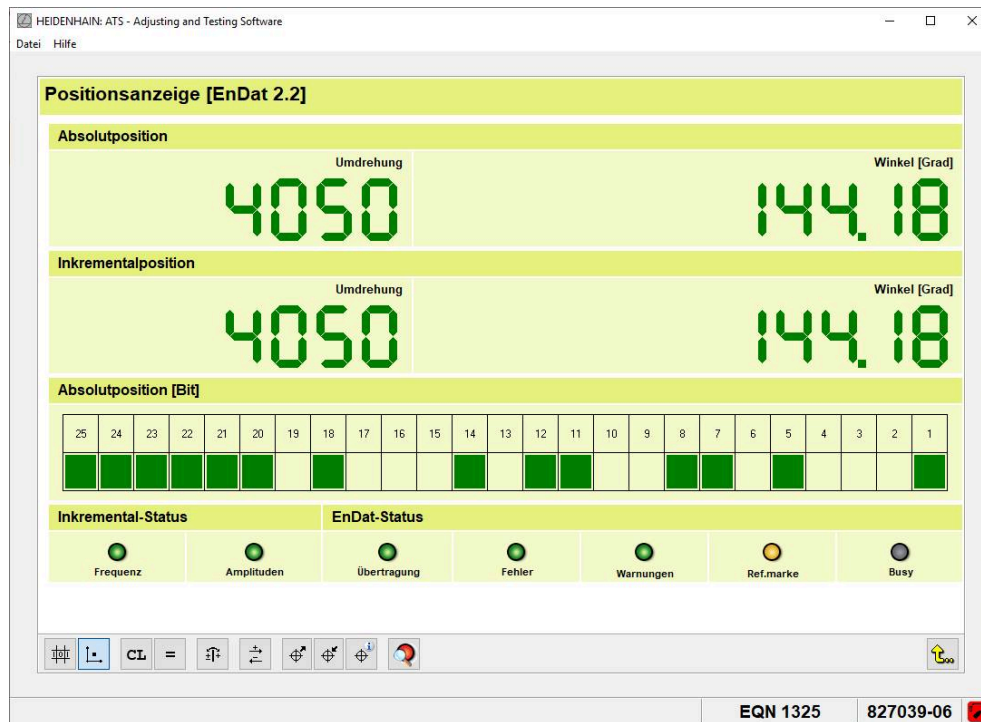 HEIDENHAIN: ATS - Adjusting and Testing Software
Datei Hilfe
Positionsanzeige [EnDat 2.2]
Absolutposition
Umdrehung Winkel [Grad]
4050 144.18
Inkrementalposition
Umdrehung Winkel [Grad]
4050 144.18
Absolutposition [Bit]
25 24 23 22 21 20 19 18 17 16 15 14 13 12 11 10 9 8 7 6 5 4 3 2 1
Inkremental-Status EnDat-Status
Frequenz Amplituden Übertragung Fehler Warnungen Ref.marke Busy
CL =
EQN 1325 827039-06